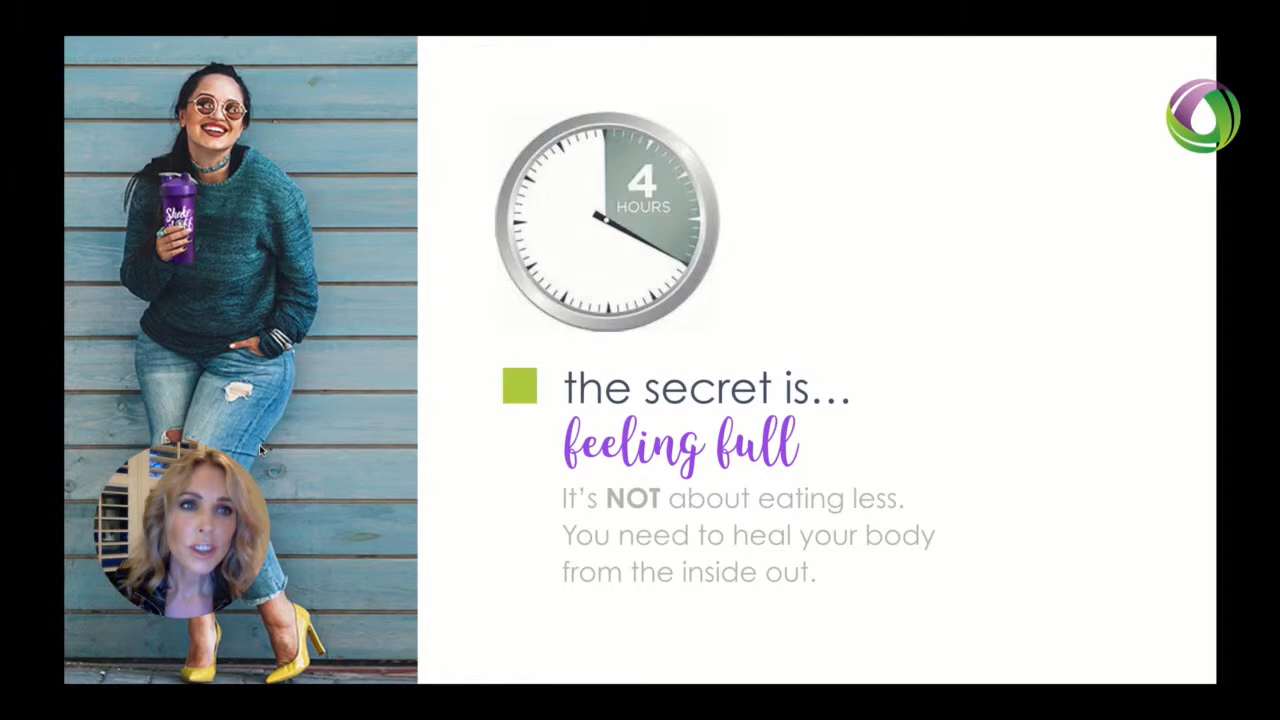 Shake
4
HOURS
the secret is...
feeling full
It's NOT about eating less.
You need to heal your body
from the inside out.